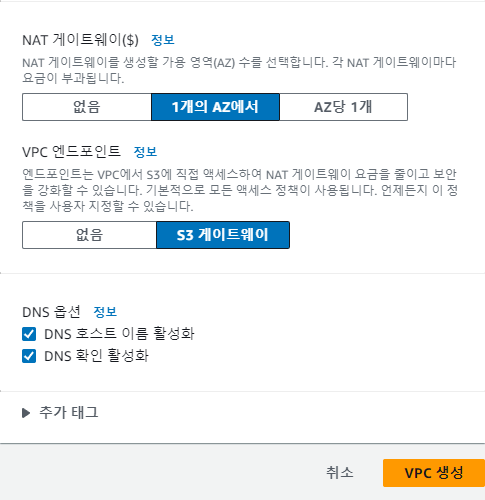 NAT 게이트웨이($) 정보
NAT 게이트웨이를 생성할 가용 영역(AZ) 수를 선택합니다. 각 NAT 게이트웨이마다
요금이 부과됩니다.
없음 1개의 AZ에서 AZ당 1개
VPC 엔드포인트 정보
엔드포인트는 VPC에서 S3에 직접 액세스하여 NAT 게이트웨이 요금을 줄이고 보안
을 강화할 수 있습니다. 기본적으로 모든 액세스 정책이 사용됩니다. 언제든지 이 정
책을 사용자 지정할 수 있습니다.
없음 S3 게이트웨이
DNS 옵션 정보
DNS 호스트 이름 활성화
DNS 확인 활성화
추가 태그
취소 VPC 생성